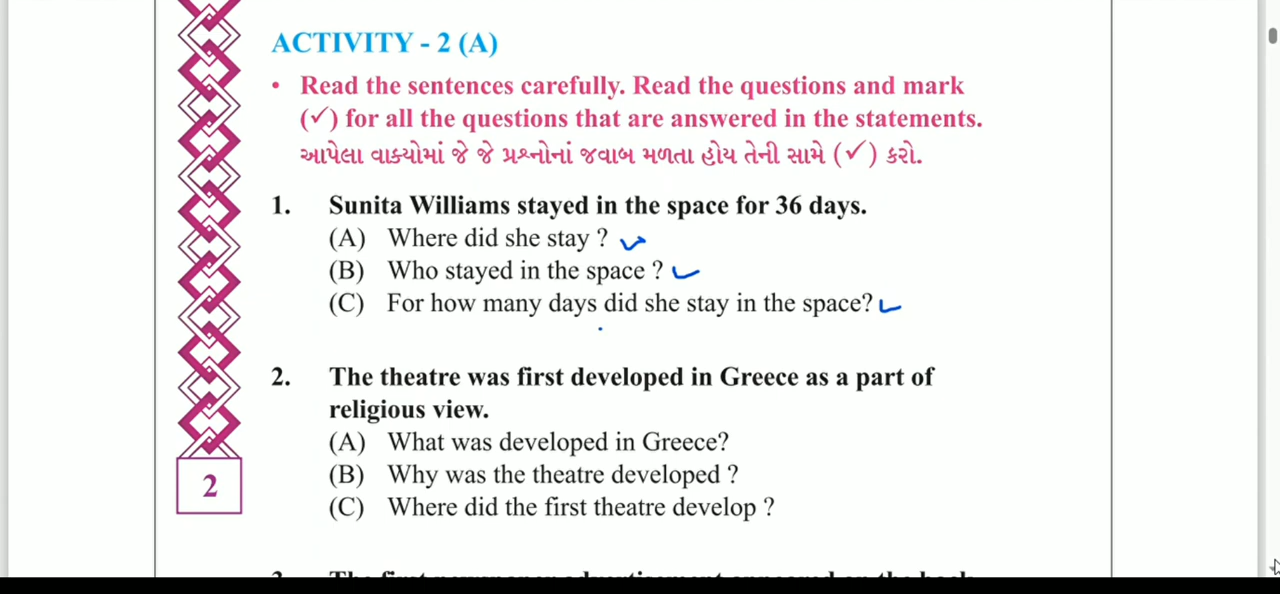 ACTIVITY - 2 (A)
• Read the sentences carefully. Read the questions and mark
(✓) for all the questions that are answered in the statements.
આપેલા વાક્યોમાં જે જે પ્રશ્નોનાં જવાબ મળતા હોય તેની સામે (✓) કરો.
1. Sunita Williams stayed in the space for 36 days.
(A) Where did she stay ? ✓
(B) Who stayed in the space ? ✓
(C) For how many days did she stay in the space? ✓
2. The theatre was first developed in Greece as a part of
religious view.
(A) What was developed in Greece?
(B) Why was the theatre developed ?
(C) Where did the first theatre develop ?
2